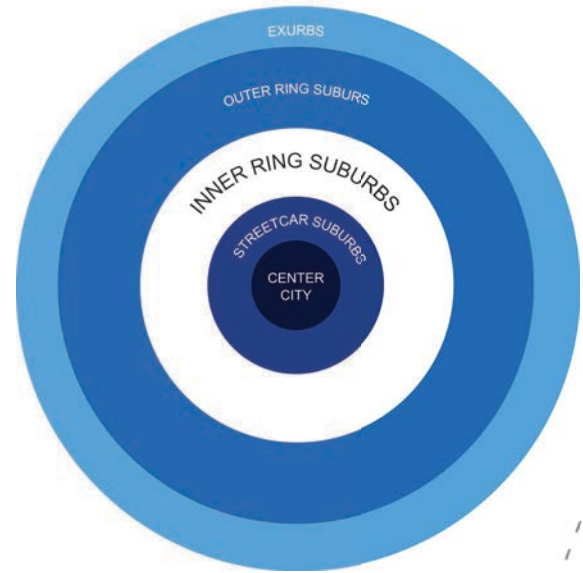 EXURBS
OUTER RING SUBURS
INNER RING SUBURBS
STREETCAR SUBURBS
CENTER
CITY